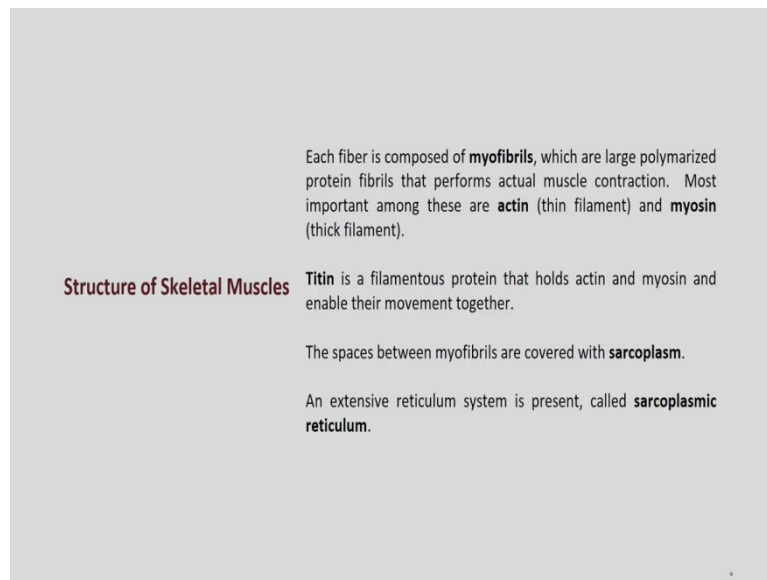 Structure of Skeletal Muscles
Each fiber is composed of myofibrils, which are large polymarized
protein fibrils that performs actual muscle contraction. Most
important among these are actin (thin filament) and myosin
(thick filament).
Titin is a filamentous protein that holds actin and myosin and
enable their movement together.
The spaces between myofibrils are covered with sarcoplasm.
An extensive reticulum system is present, called sarcoplasmic
reticulum.